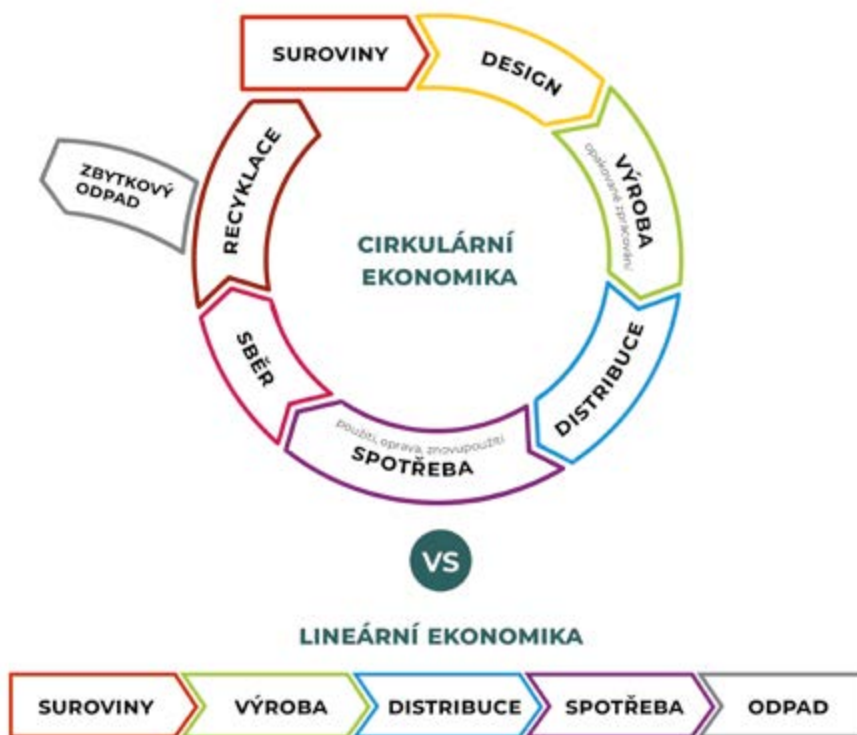 SUROVINY
DESIGN
VÝROBA
opakované zpracování
DISTRIBUCE
použití, oprava, znovupoužití
SPOTŘEBA
SBĚR
RECYKLACE
ZBYTKOVÝ
ODPAD
CIRKULÁRNÍ
EKONOMIKA
VS
LINEÁRNÍ EKONOMIKA
SUROVINY
VÝROBA
DISTRIBUCE
SPOTŘEBA
ODPAD